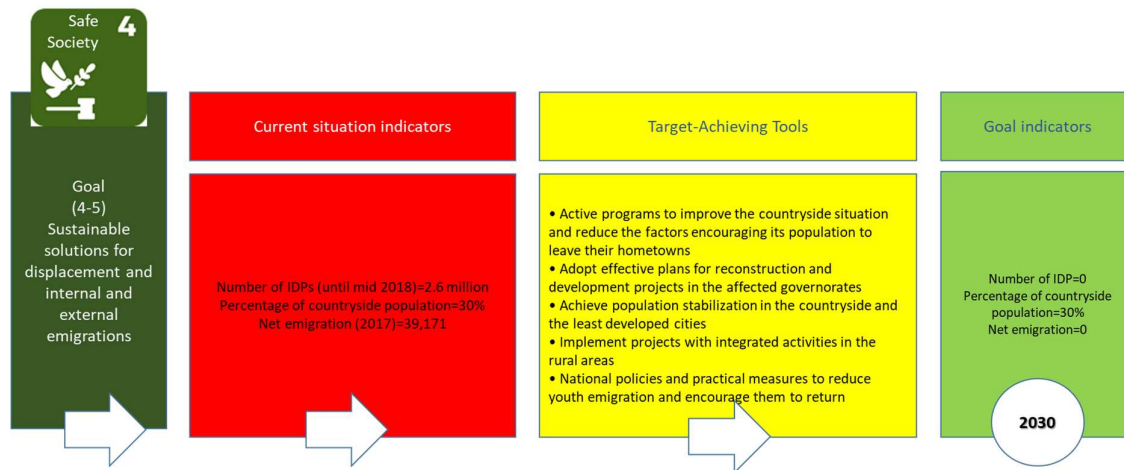 Safe
Society
4
Goal
(4-5)
Sustainable
solutions for
displacement and
internal and
external
emigrations
Current situation indicators
Number of IDPs (until mid 2018)=2.6 million
Percentage of countryside population=30%
Net emigration (2017)=39,171
Target-Achieving Tools
• Active programs to improve the countryside situation
and reduce the factors encouraging its population to
leave their hometowns
• Adopt effective plans for reconstruction and
development projects in the affected governorates
• Achieve population stabilization in the countryside and
the least developed cities
• Implement projects with integrated activities in the
rural areas
• National policies and practical measures to reduce
youth emigration and encourage them to return
Goal indicators
Number of IDP=0
Percentage of countryside
population=30%
Net emigration=0
2030